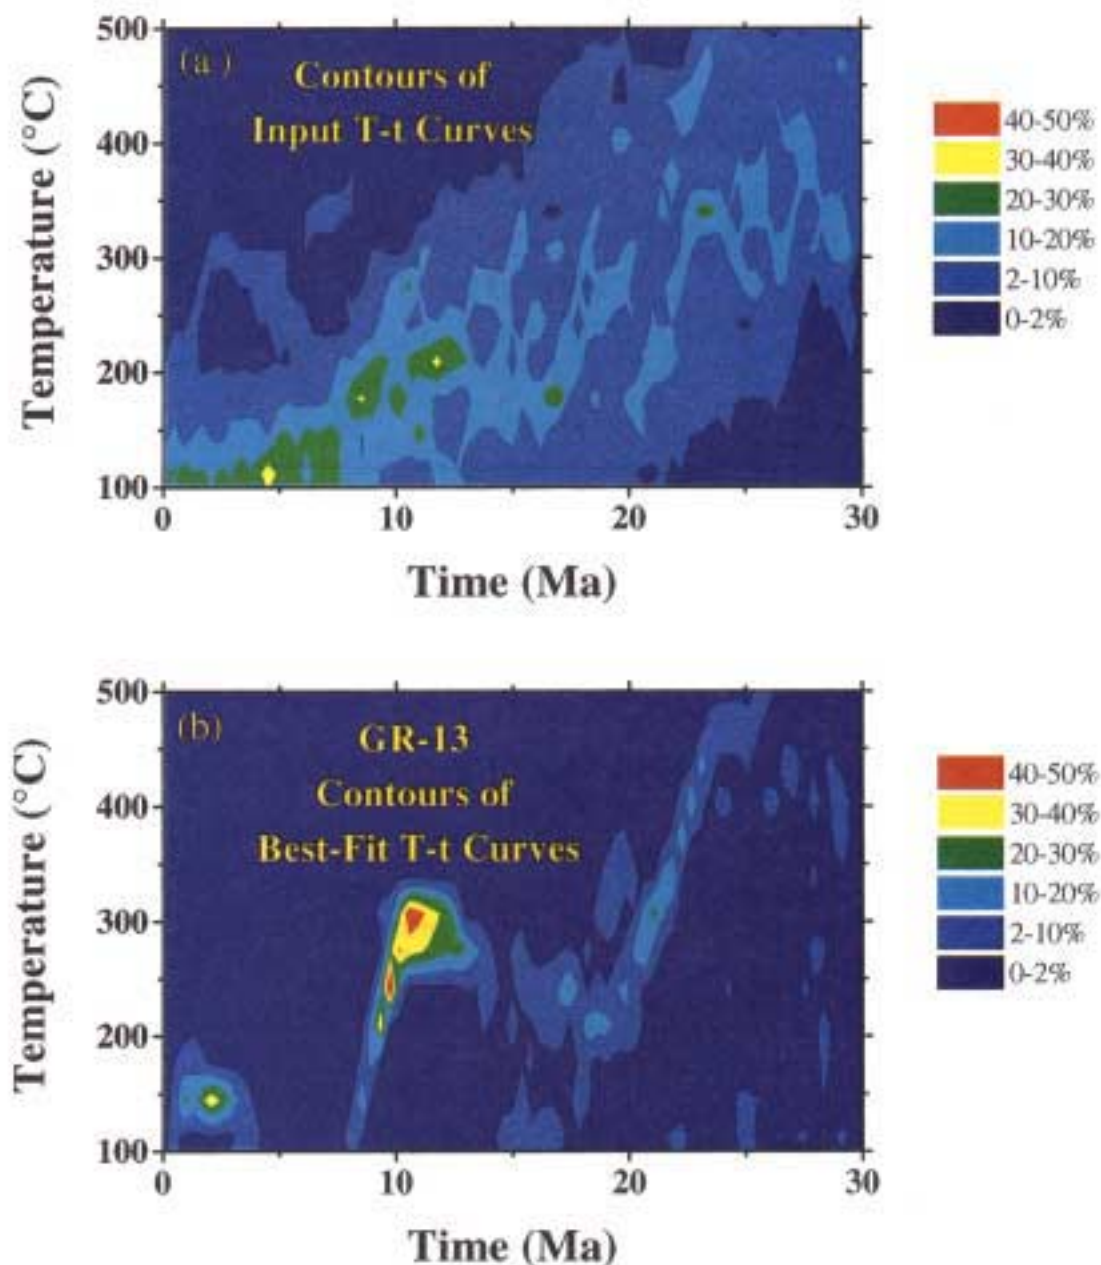 500
400
300
200
100
Temperature (°C)
(a )
Contours of
Input T-t Curves
0
10
20
30
Time (Ma)
40-50%
30-40%
20-30%
10-20%
2-10%
0-2%
500
400
300
200
100
Temperature (°C)
(b)
GR-13
Contours of
Best-Fit T-t Curves
0
10
20
30
Time (Ma)
40-50%
30-40%
20-30%
10-20%
2-10%
0-2%